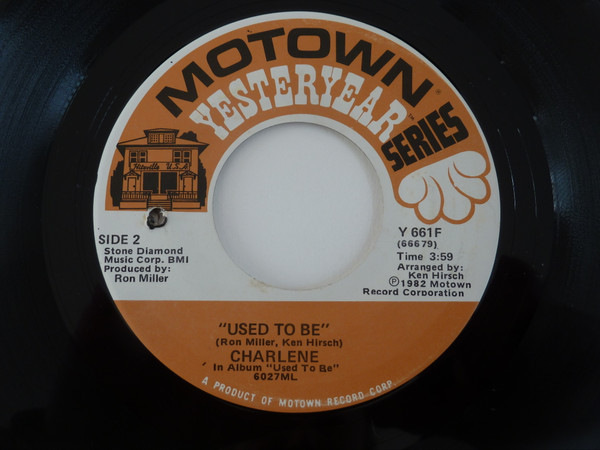 MOTOWN
YESTERYEAR
SERIES
Hitsville U.S.A.
SIDE 2
Stone Diamond
Music Corp. BMI
Produced by:
Ron Miller
Y 661F
(66679)
Time 3:59
Arranged by:
Ken Hirsch
Ⓟ1982 Motown
Record Corporation
"USED TO BE"
(Ron Miller, Ken Hirsch)
CHARLENE
In Album "Used To Be"
6027ML
A PRODUCT OF MOTOWN RECORD CORP.